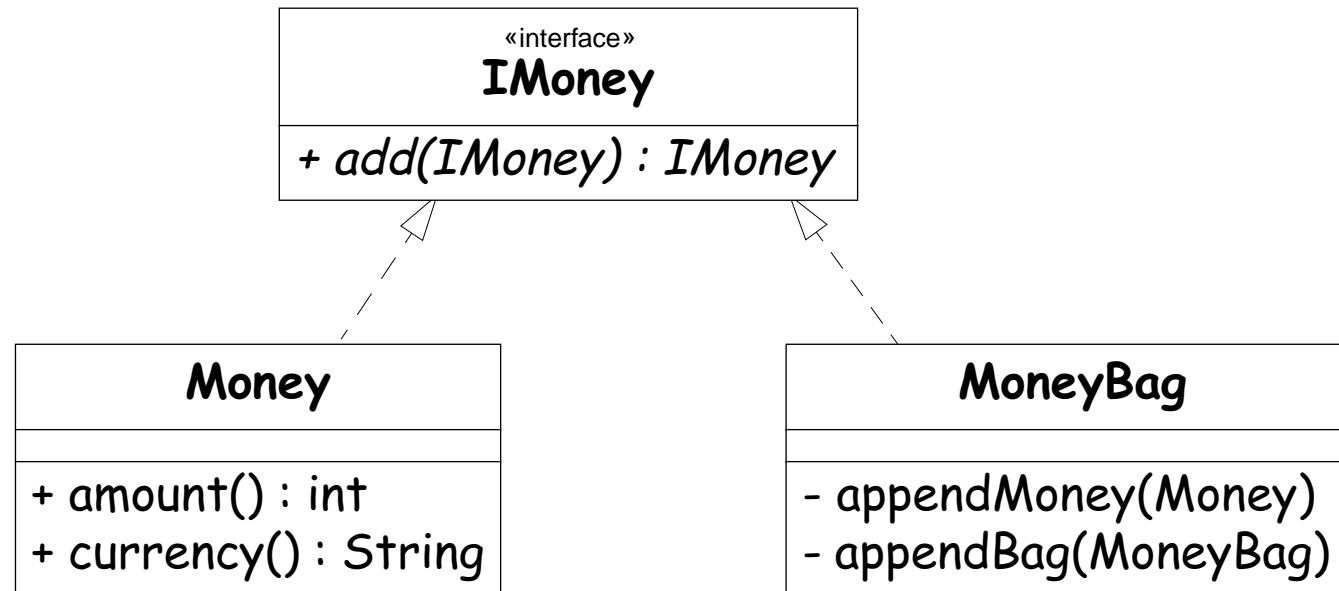 «interface»
IMoney
+ add(IMoney) : IMoney
Money
+ amount() : int
+ currency() : String
MoneyBag
- appendMoney(Money)
- appendBag(MoneyBag)